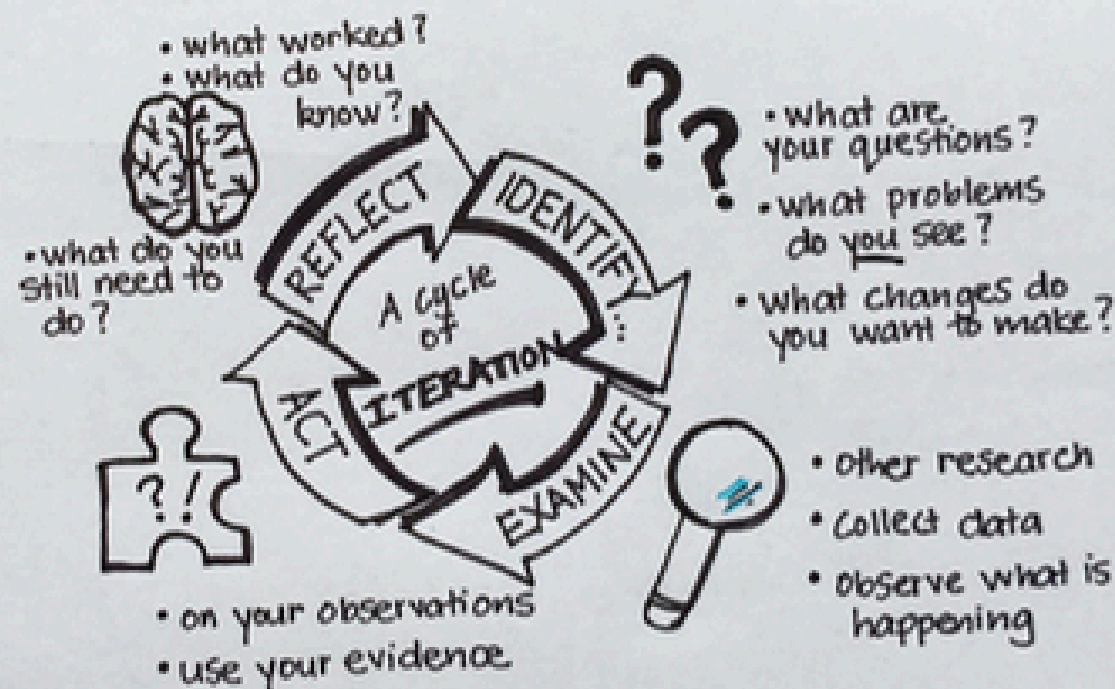 • what worked?
• what do you
know?
• what do you
still need to
do?
REFLECT
IDENTIFY...
• what are
your questions?
• what problems
do you see?
• what changes do
you want to make?
A cycle
of
ITERATION
ACT
EXAMINE
• other research
• collect data
• observe what is
happening
?!
• on your observations
• use your evidence
??